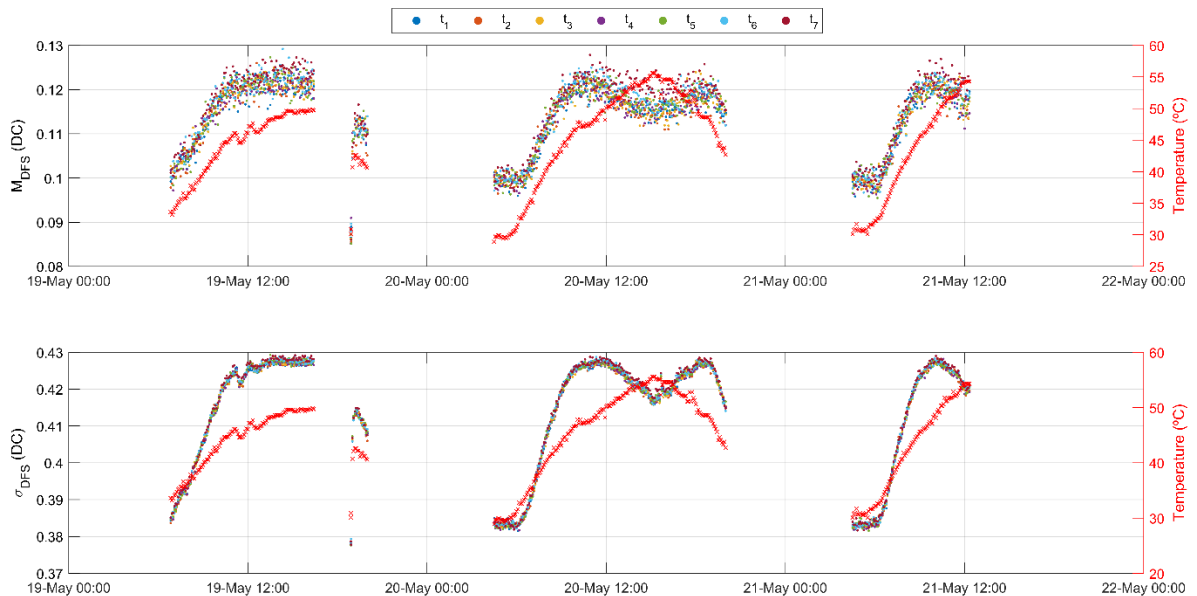 t1 t2 t3 t4 t5 t6 t7
0.13 60
55
0.12 50
45
0.11 40
0.1 35
30
0.09
0.08 25
MDFS (DC)
Temperature (ºC)
19-May 00:00 19-May 12:00 20-May 00:00 20-May 12:00 21-May 00:00 21-May 12:00 22-May 00:00
0.43 60
0.42
0.41 50
0.4 40
0.39
0.38 30
0.37 20
σDFS (DC)
Temperature (ºC)
19-May 00:00 19-May 12:00 20-May 00:00 20-May 12:00 21-May 00:00 21-May 12:00 22-May 00:00